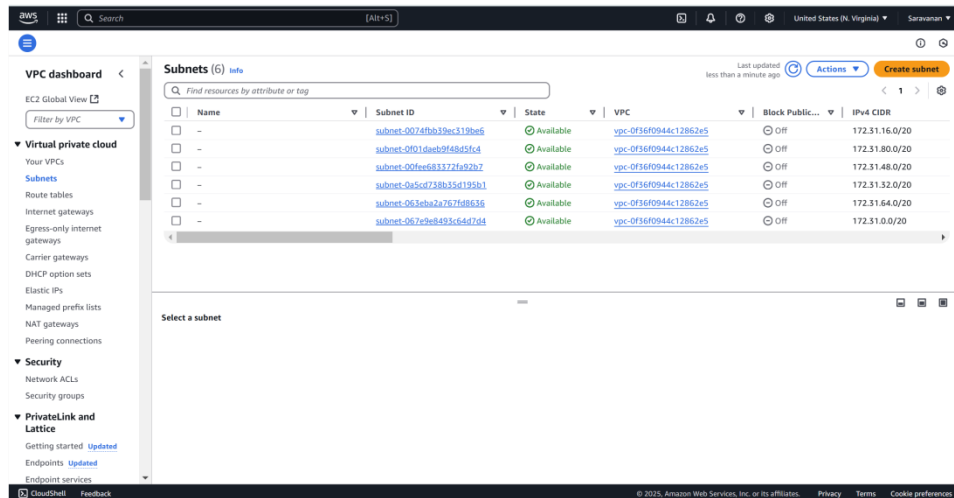 aws Search [Alt+S] United States (N. Virginia) Saravanan
VPC dashboard
EC2 Global View
Filter by VPC
Virtual private cloud
Your VPCs
Subnets
Route tables
Internet gateways
Egress-only internet
gateways
Carrier gateways
DHCP option sets
Elastic IPs
Managed prefix lists
NAT gateways
Peering connections
Security
Network ACLs
Security groups
PrivateLink and
Lattice
Getting started Updated
Endpoints Updated
Endpoint services
Subnets (6) Info
Last updated
less than a minute ago
Actions
Create subnet
Find resources by attribute or tag
1
Name Subnet ID State VPC Block Public... IPv4 CIDR
– subnet-0074fbb39ec319be6 Available vpc-0f36f0944c12862e5 Off 172.31.16.0/20
– subnet-0f01daeb9f48d5fc4 Available vpc-0f36f0944c12862e5 Off 172.31.80.0/20
– subnet-00fee683372fa92b7 Available vpc-0f36f0944c12862e5 Off 172.31.48.0/20
– subnet-0a5cd738b35d195b1 Available vpc-0f36f0944c12862e5 Off 172.31.32.0/20
– subnet-063eba2a767fd8636 Available vpc-0f36f0944c12862e5 Off 172.31.64.0/20
– subnet-067e9e8493c64d7d4 Available vpc-0f36f0944c12862e5 Off 172.31.0.0/20
Select a subnet
CloudShell Feedback © 2025, Amazon Web Services, Inc. or its affiliates. Privacy Terms Cookie preferences